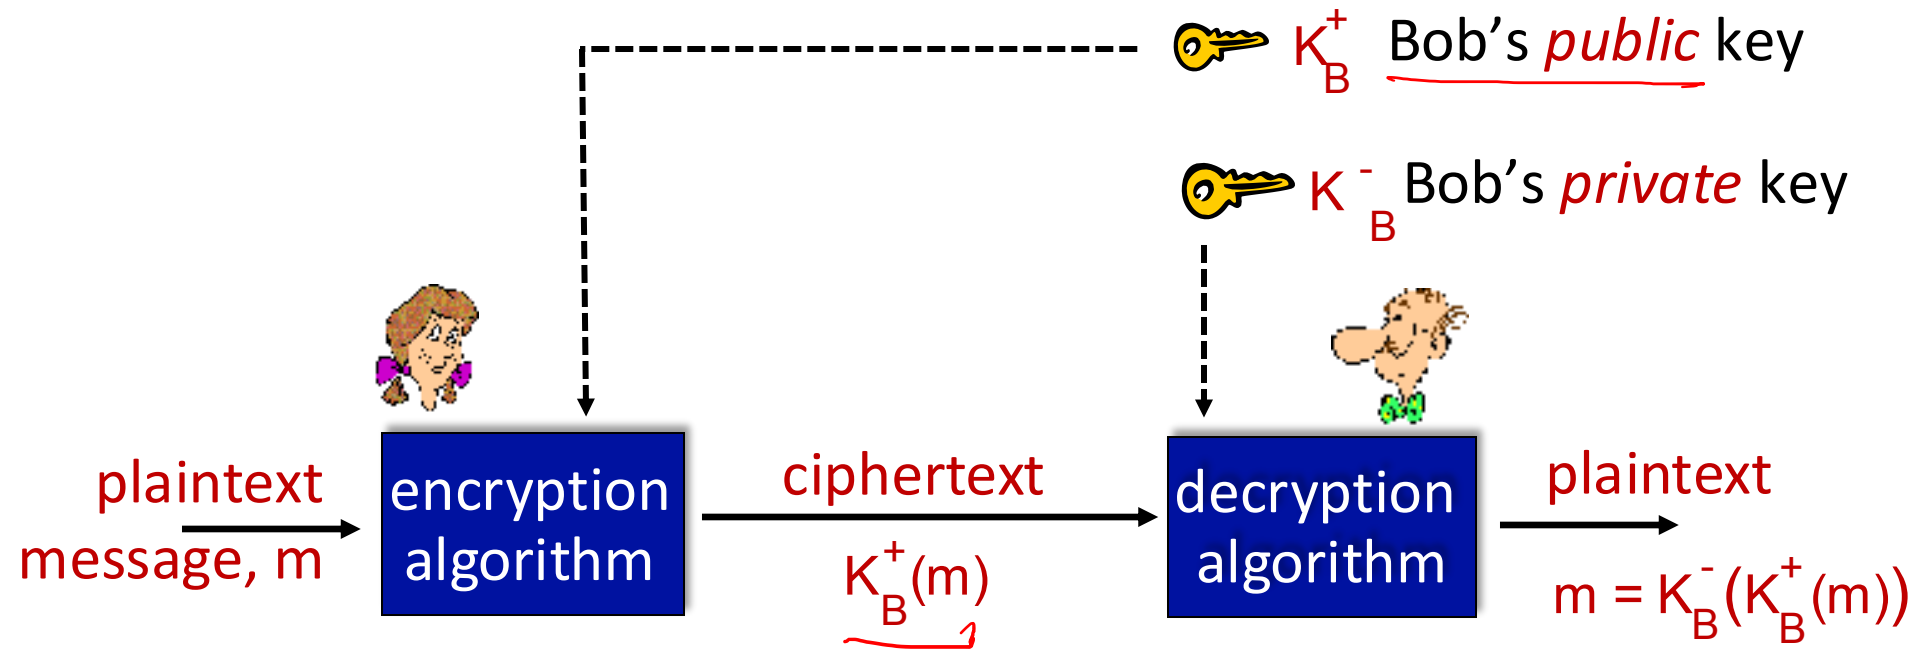 K+B Bob's public key
K-B Bob's private key
plaintext
message, m
encryption
algorithm
ciphertext
K+B(m)
decryption
algorithm
plaintext
m = K-B(K+B(m))